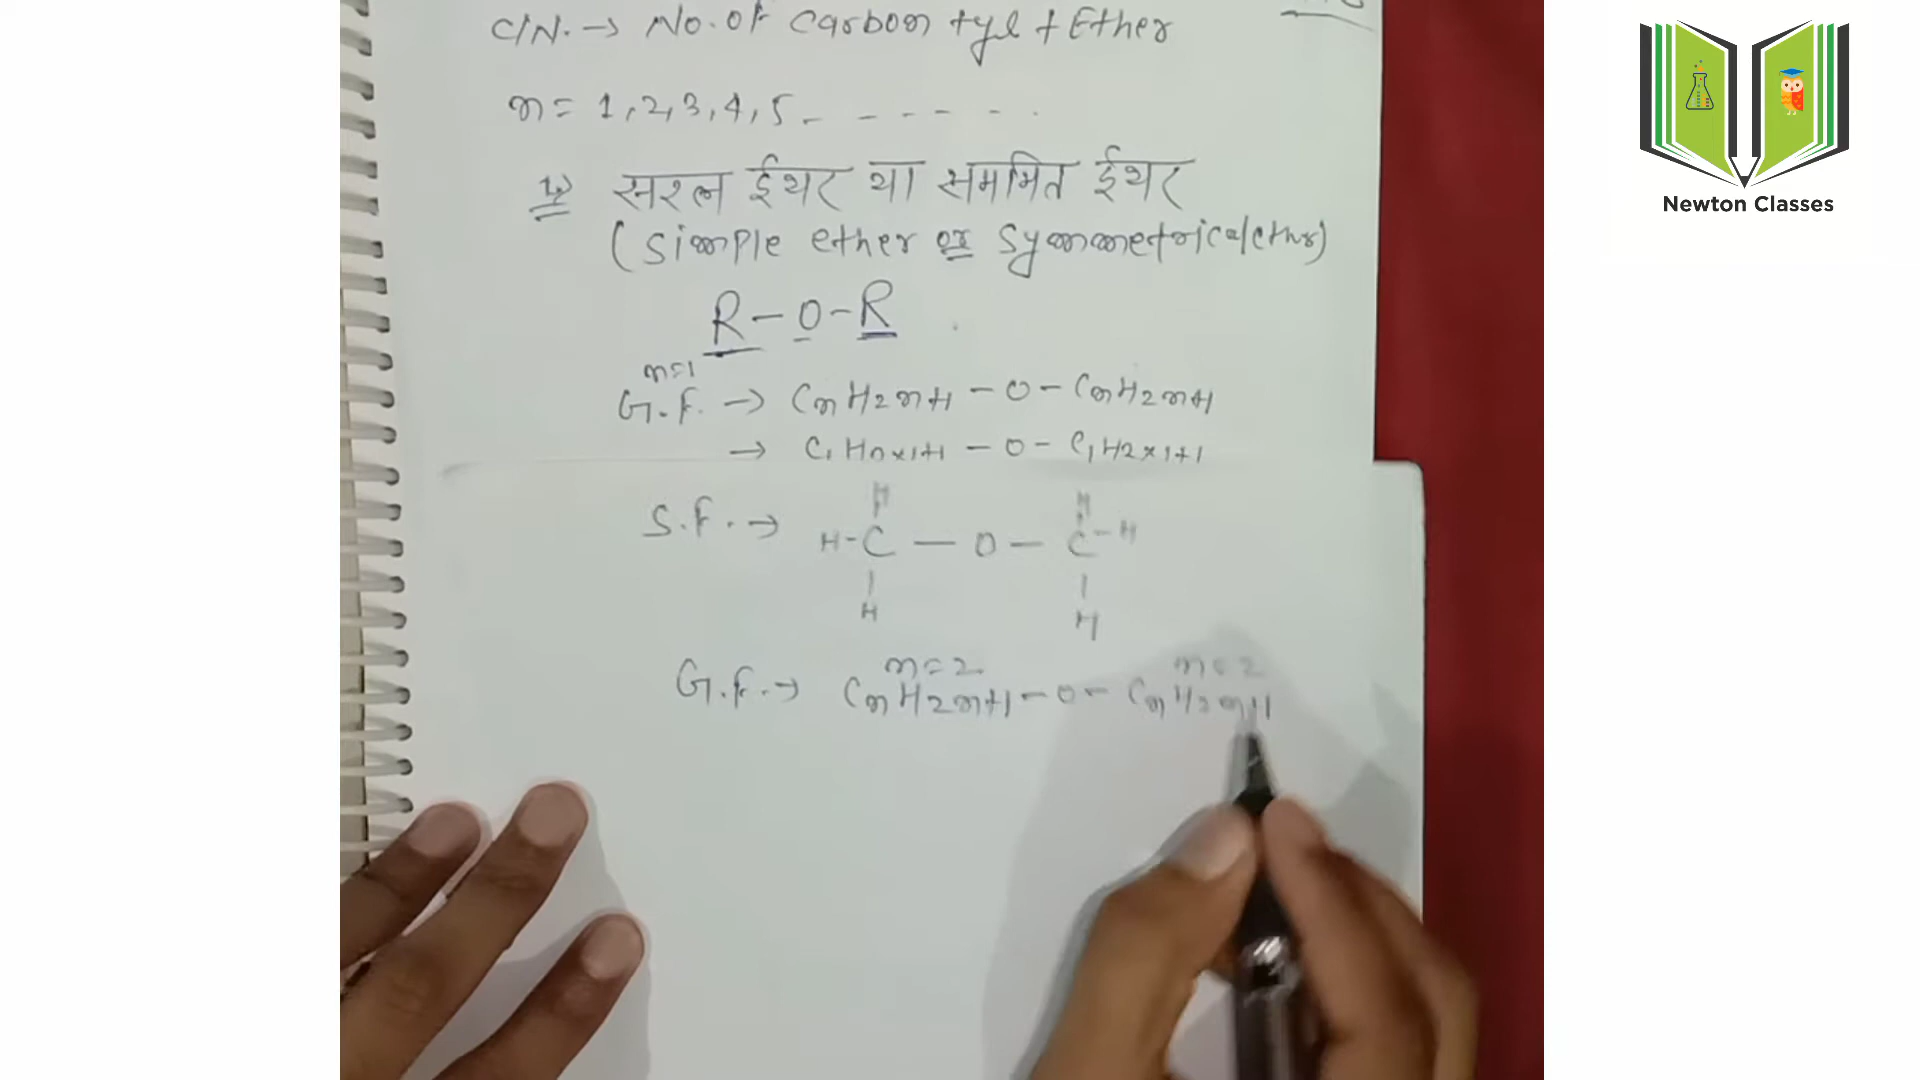 C/N. → No. of Carbon + yl + Ether
n = 1, 2, 3, 4, 5 - - - - - -
1) सरल ईथर या सममित ईथर
(Simple ether or Symmetrical ether)
R - O - R
n=1
G.F. → CnH2n+1 - O - CnH2n+1
→ C1H2×1+1 - O - C1H2×1+1
H H
S.F. → H-C - O - C-H
H H
n=2 n=2
G.F. → CnH2n+1 - O - CnH2n+1
Newton Classes